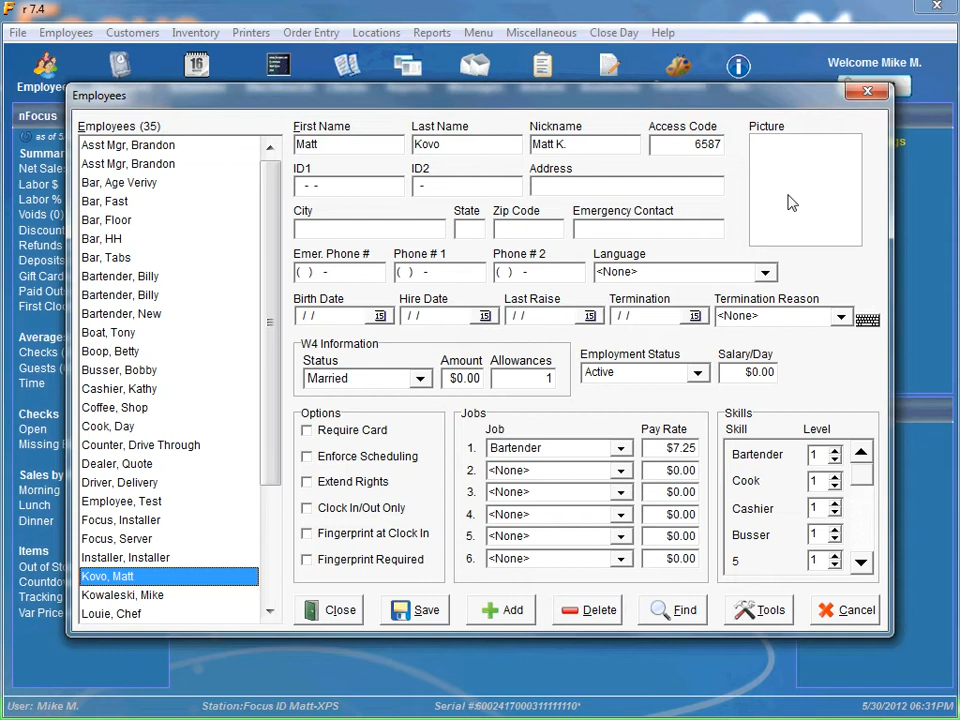 r 7.4
File Employees Customers Inventory Printers Order Entry Locations Reports Menu Miscellaneous Close Day Help
16
Welcome Mike M.
Employees
nFocus
as of 5
Summar
Net Sale
Labor $
Labor %
Voids (0)
Discount
Refunds
Deposits
Gift Card
Paid Out
First Cloc
Average
Checks (
Guests (
Time
Checks
Open
Missing
Sales by
Morning
Lunch
Dinner
Items
Out of St
Countdo
Tracking
Var Price
Employees
Employees (35)
Asst Mgr, Brandon
Asst Mgr, Brandon
Bar, Age Verivy
Bar, Fast
Bar, Floor
Bar, HH
Bar, Tabs
Bartender, Billy
Bartender, Billy
Bartender, New
Boat, Tony
Boop, Betty
Busser, Bobby
Cashier, Kathy
Coffee, Shop
Cook, Day
Counter, Drive Through
Dealer, Quote
Driver, Delivery
Employee, Test
Focus, Installer
Focus, Server
Installer, Installer
Kovo, Matt
Kowaleski, Mike
Louie, Chef
First Name Last Name Nickname Access Code Picture
Matt Kovo Matt K. 6587
ID1 ID2 Address
- - -
City State Zip Code Emergency Contact
Emer. Phone # Phone # 1 Phone # 2 Language
( ) - ( ) - ( ) - <None>
Birth Date Hire Date Last Raise Termination Termination Reason
/ / 15 / / 15 / / 15 / / 15 <None>
W4 Information
Status Amount Allowances Employment Status Salary/Day
Married $0.00 1 Active $0.00
Options
Require Card
Enforce Scheduling
Extend Rights
Clock In/Out Only
Fingerprint at Clock In
Fingerprint Required
Jobs
Job Pay Rate
1. Bartender $7.25
2. <None> $0.00
3. <None> $0.00
4. <None> $0.00
5. <None> $0.00
6. <None> $0.00
Skills
Skill Level
Bartender 1
Cook 1
Cashier 1
Busser 1
5 1
Close Save Add Delete Find Tools Cancel
User: Mike M. Station:Focus ID Matt-XPS Serial #:6002417000311111110* 5/30/2012 06:31PM